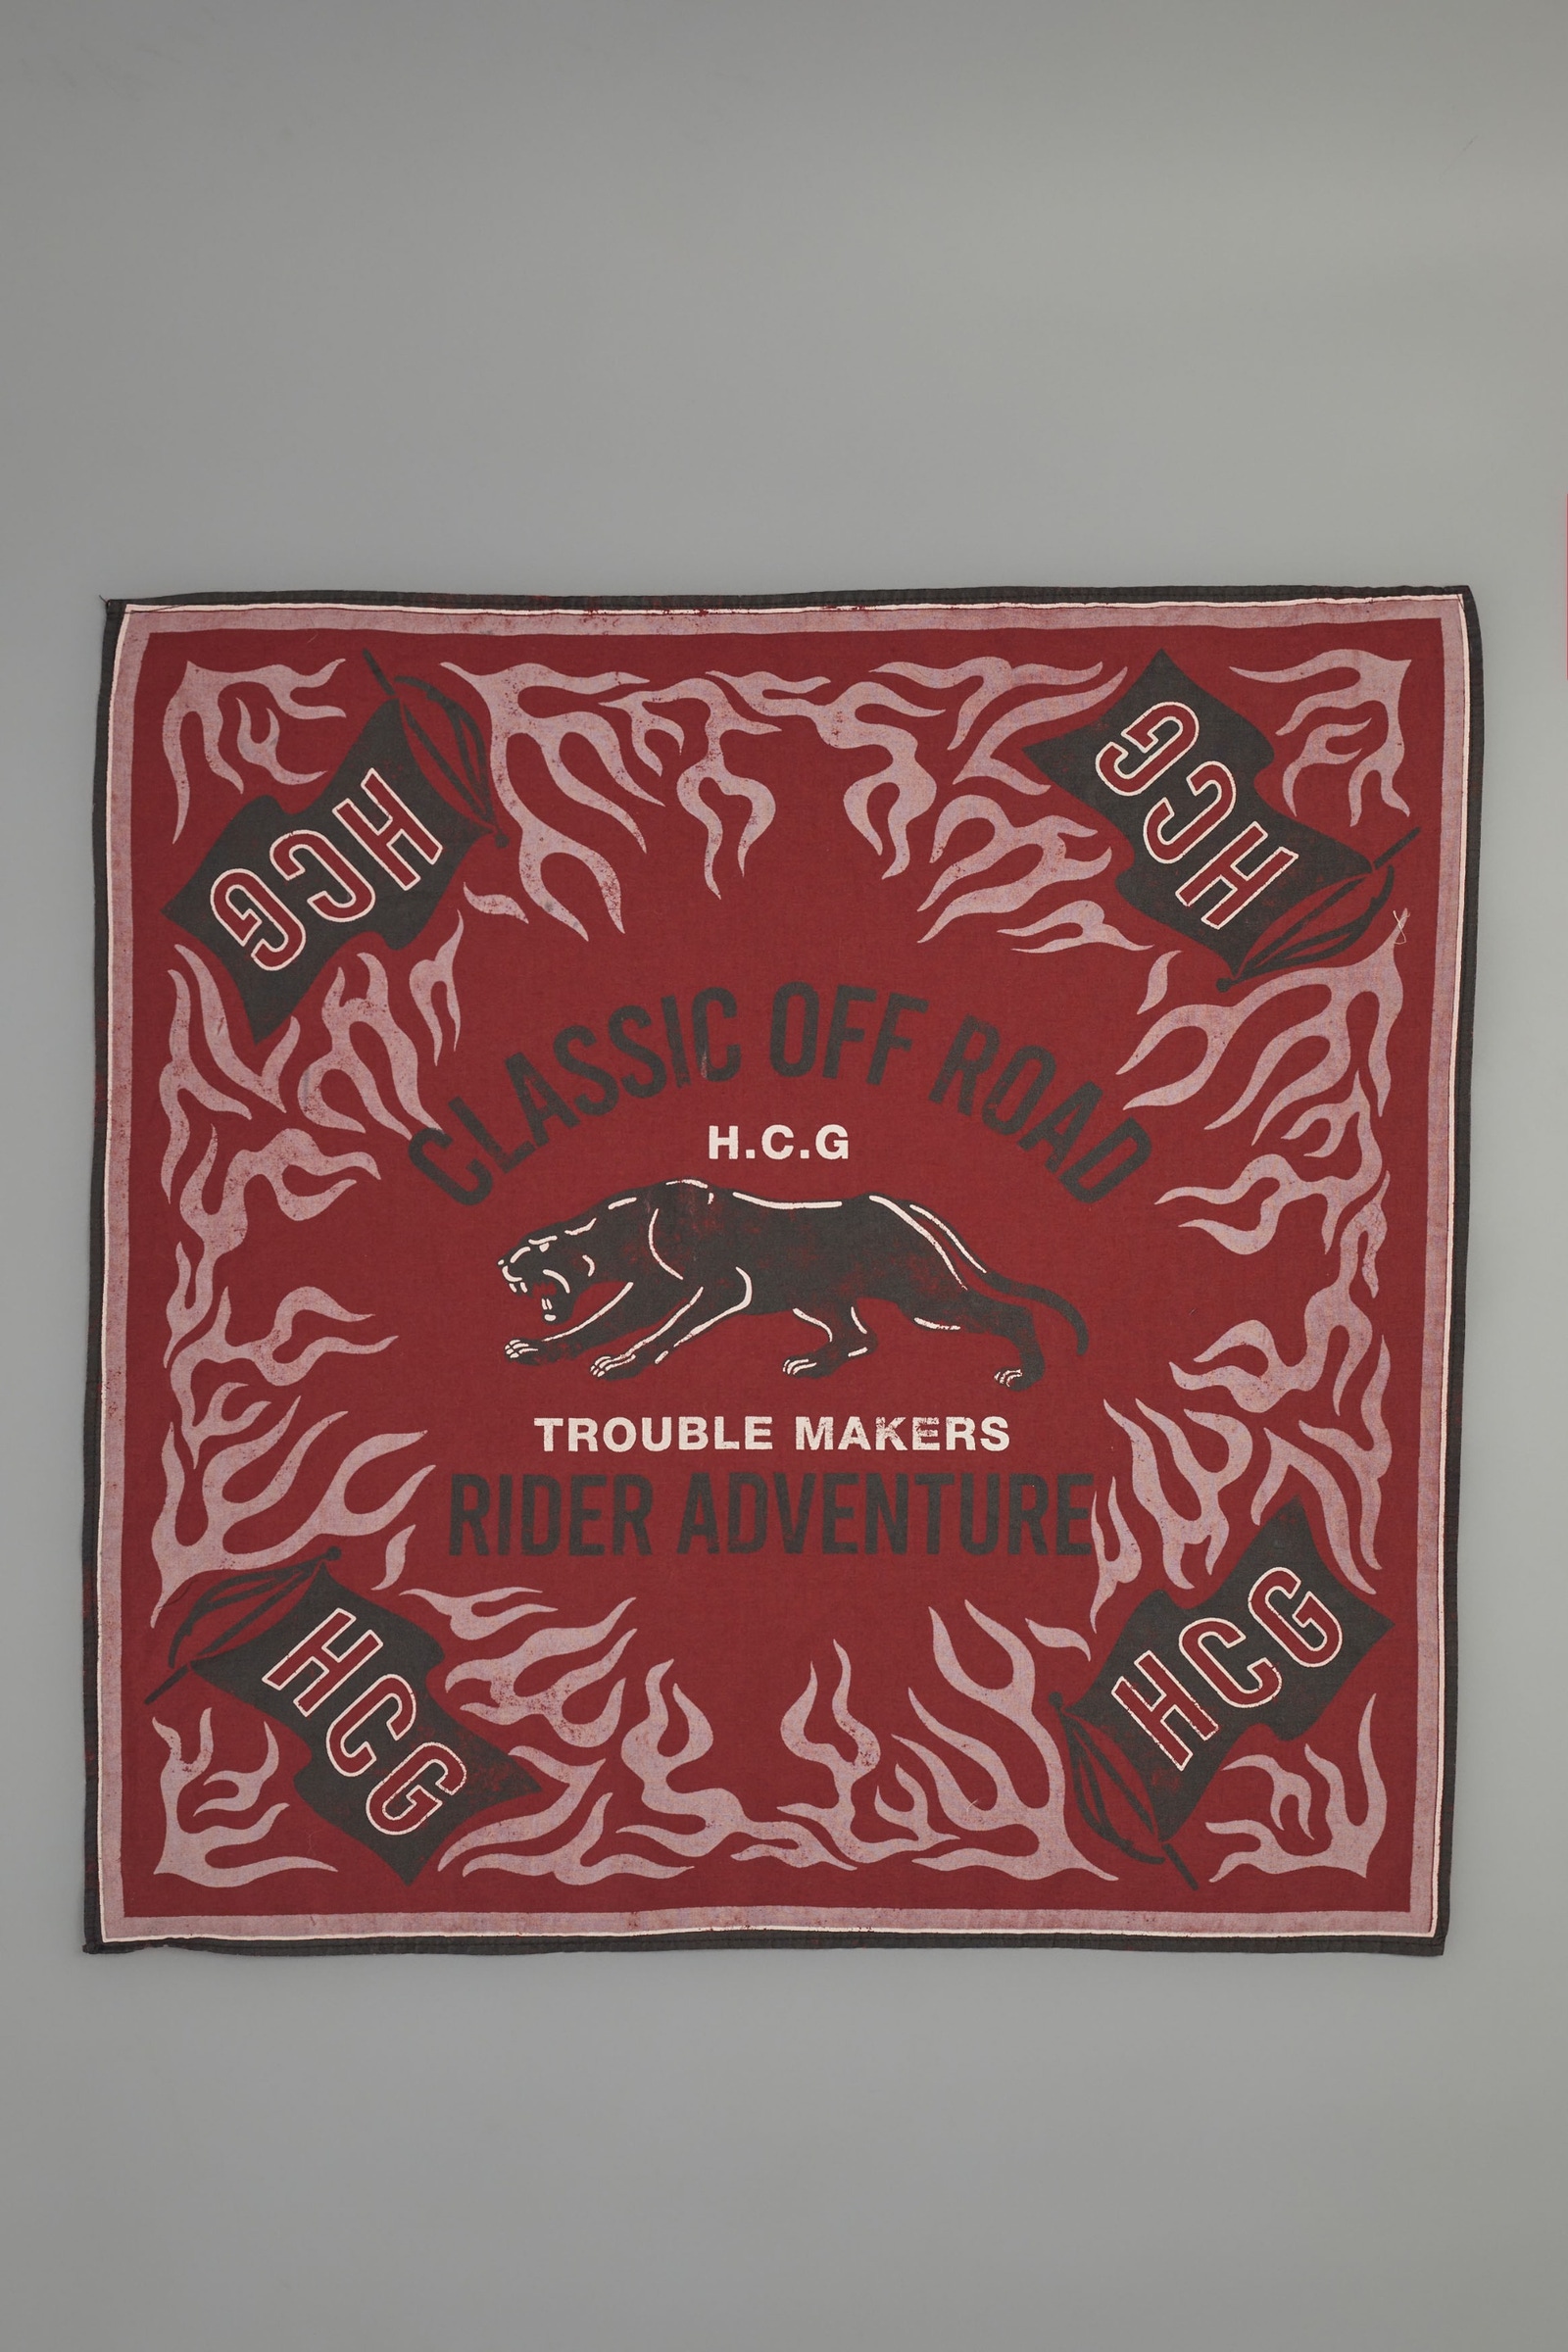 HCG
HCG
CLASSIC OFF ROAD
H.C.G
TROUBLE MAKERS
RIDER ADVENTURE
HCG
HCG